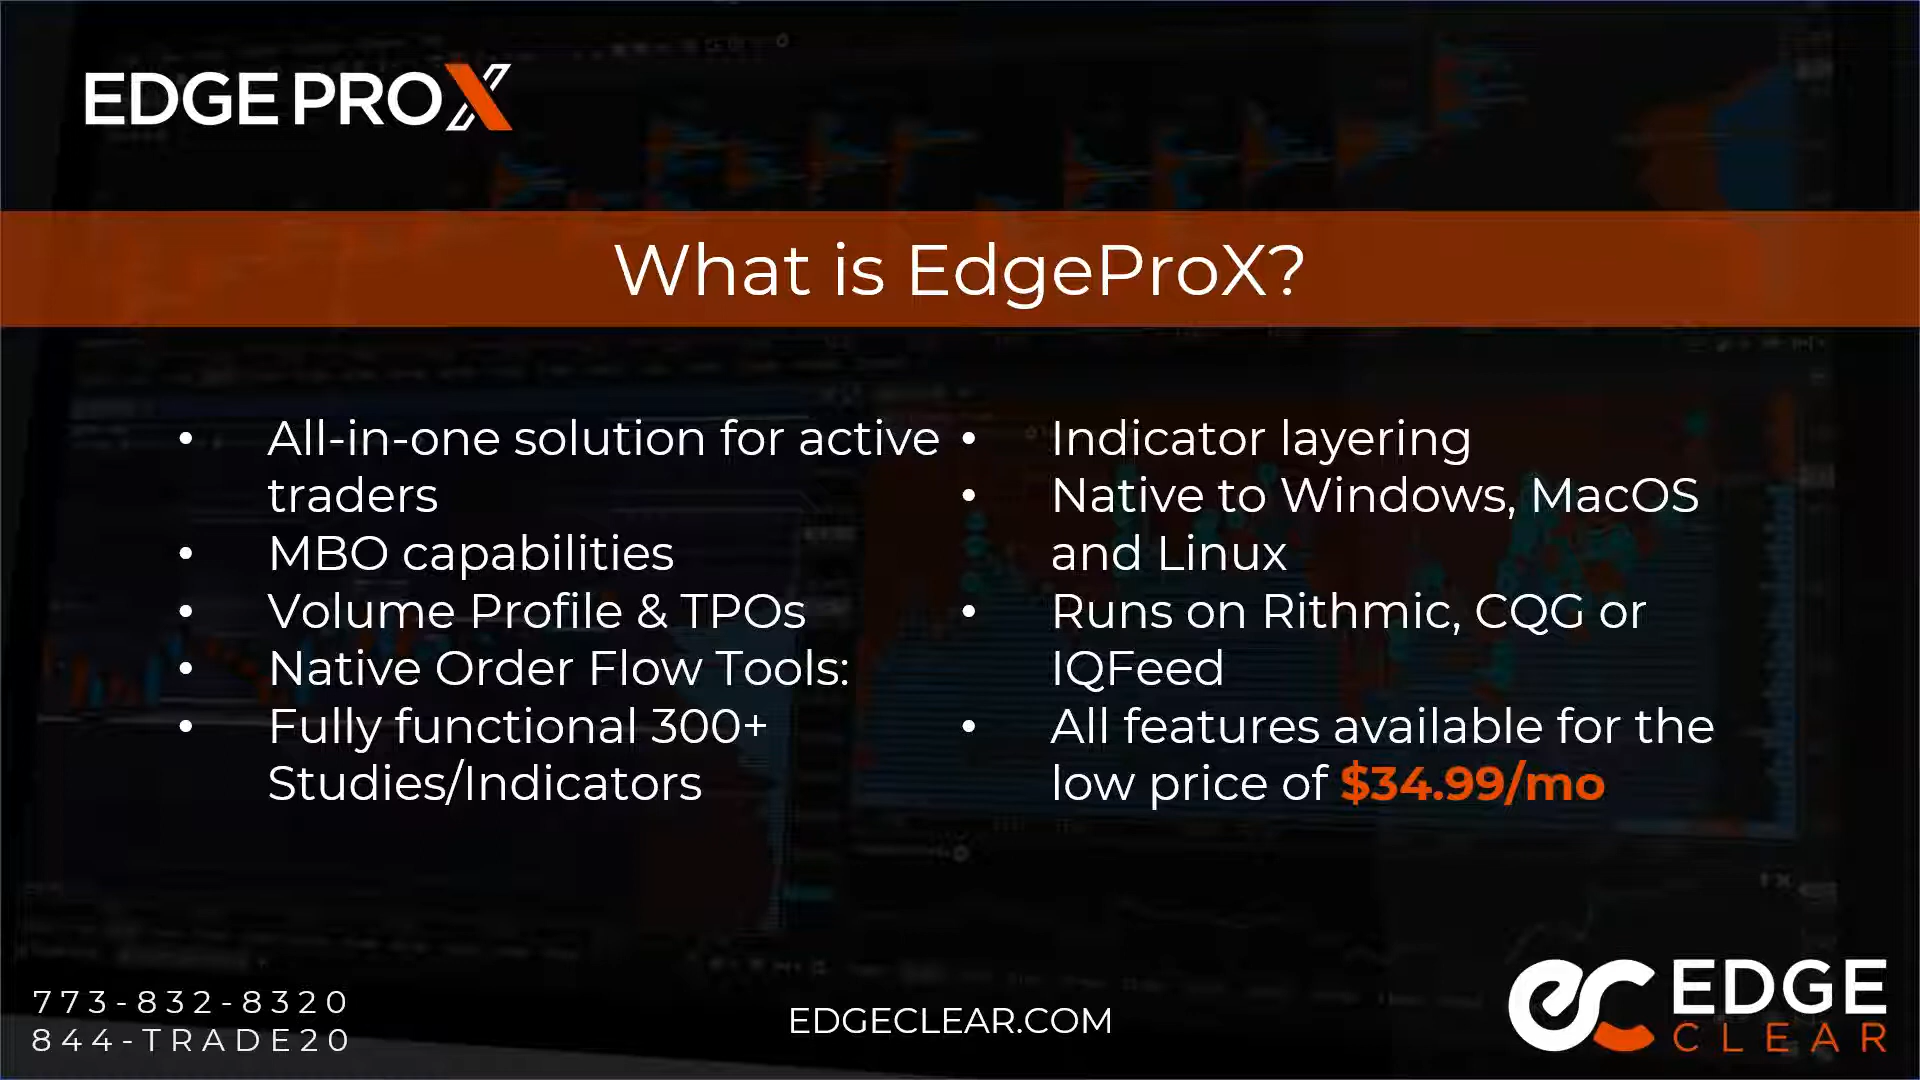 EDGE PRO X
What is EdgeProX?
• All-in-one solution for active
traders
• MBO capabilities
• Volume Profile & TPOs
• Native Order Flow Tools:
• Fully functional 300+
Studies/Indicators
• Indicator layering
• Native to Windows, MacOS
and Linux
• Runs on Rithmic, CQG or
IQFeed
• All features available for the
low price of $34.99/mo
773-832-8320
844-TRADE20
EDGECLEAR.COM
ec EDGE
CLEAR